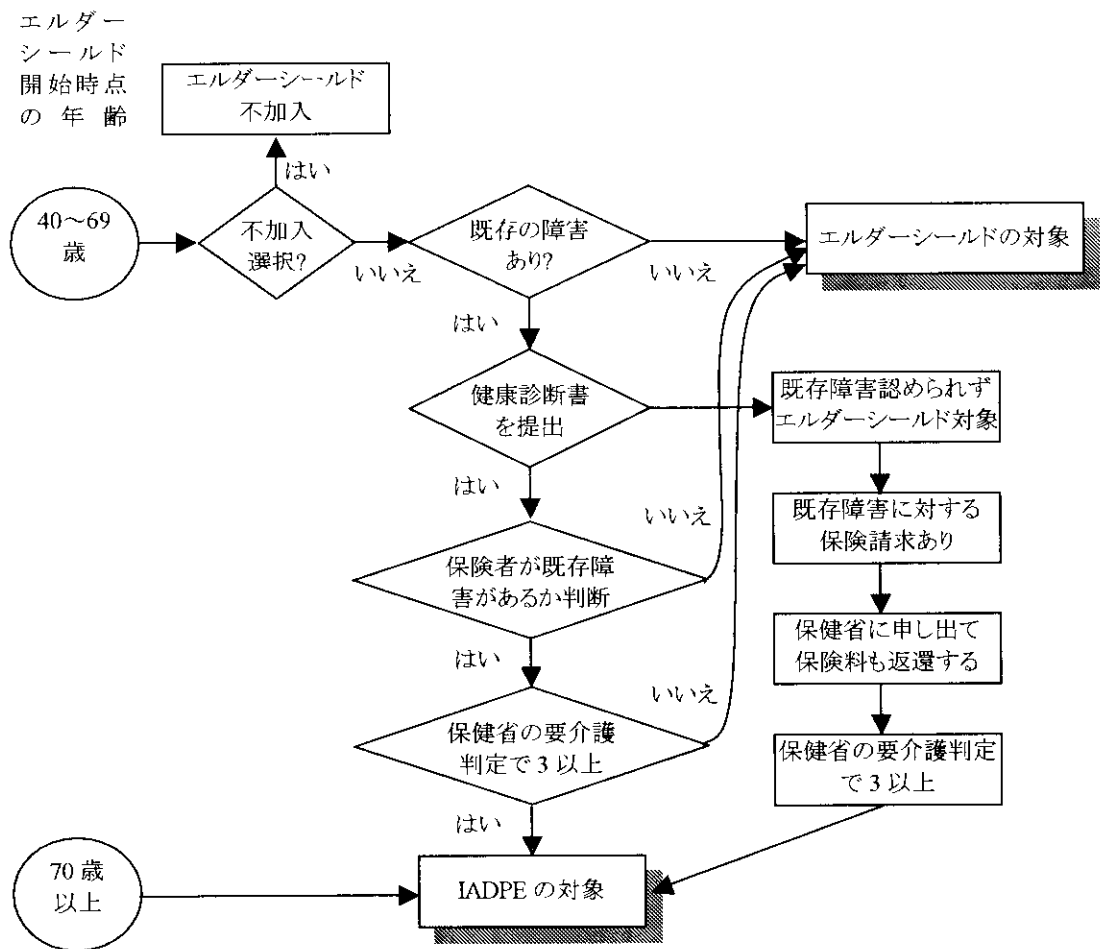 エルダー
シールド
開始時点
の年齢
エルダーシールド
不加入
はい
40～69
歳
不加入
選択?
いいえ
既存の障害
あり?
いいえ
エルダーシールドの対象
はい
健康診断書
を提出
既存障害認められず
エルダーシールド対象
はい
いいえ
既存障害に対する
保険請求あり
保険者が既存障
害があるか判断
はい
いいえ
保健省に申し出て
保険料も返還する
保健省の要介護
判定で3以上
保健省の要介護判定
で3以上
はい
70歳
以上
IADPEの対象